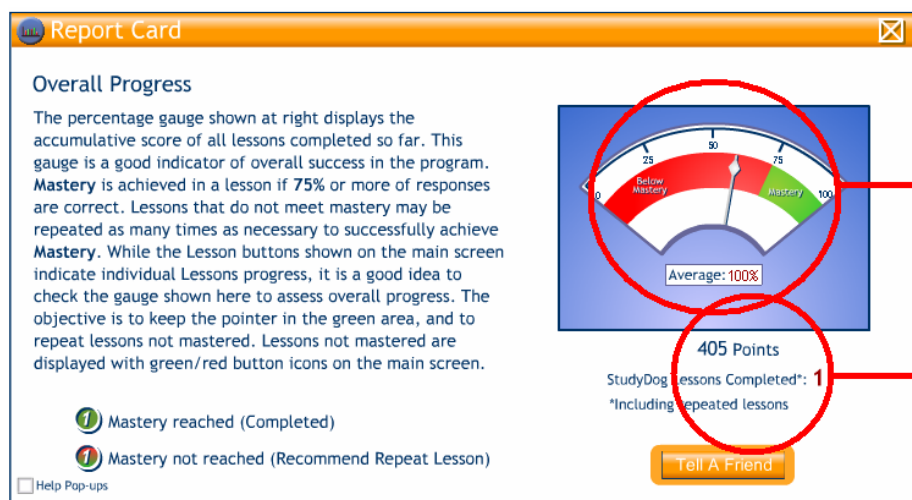 Report Card
Overall Progress
The percentage gauge shown at right displays the
accumulative score of all lessons completed so far. This
gauge is a good indicator of overall success in the program.
Mastery is achieved in a lesson if 75% or more of responses
are correct. Lessons that do not meet mastery may be
repeated as many times as necessary to successfully achieve
Mastery. While the Lesson buttons shown on the main screen
indicate individual Lessons progress, it is a good idea to
check the gauge shown here to assess overall progress. The
objective is to keep the pointer in the green area, and to
repeat lessons not mastered. Lessons not mastered are
displayed with green/red button icons on the main screen.
1 Mastery reached (Completed)
1 Mastery not reached (Recommend Repeat Lesson)
Help Pop-ups
0
25
50
75
100
Below
Mastery
Mastery
Average: 100%
405 Points
StudyDog Lessons Completed*: 1
*Including repeated lessons
Tell A Friend